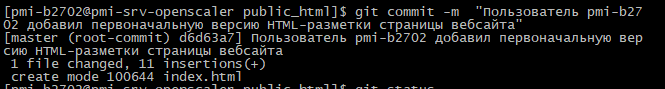 [pmi-b2702@pmi-srv-openscaler public_html]$ git commit -m  "Пользователь pmi-b27
02 добавил первоначальную версию HTML-разметки страницы вебсайта"
[master (root-commit) d6d63a7] Пользователь pmi-b2702 добавил первоначальную вер
сию HTML-разметки страницы вебсайта
 1 file changed, 11 insertions(+)
 create mode 100644 index.html
[pmi-b2702@pmi-srv-openscaler public_html]$ git status